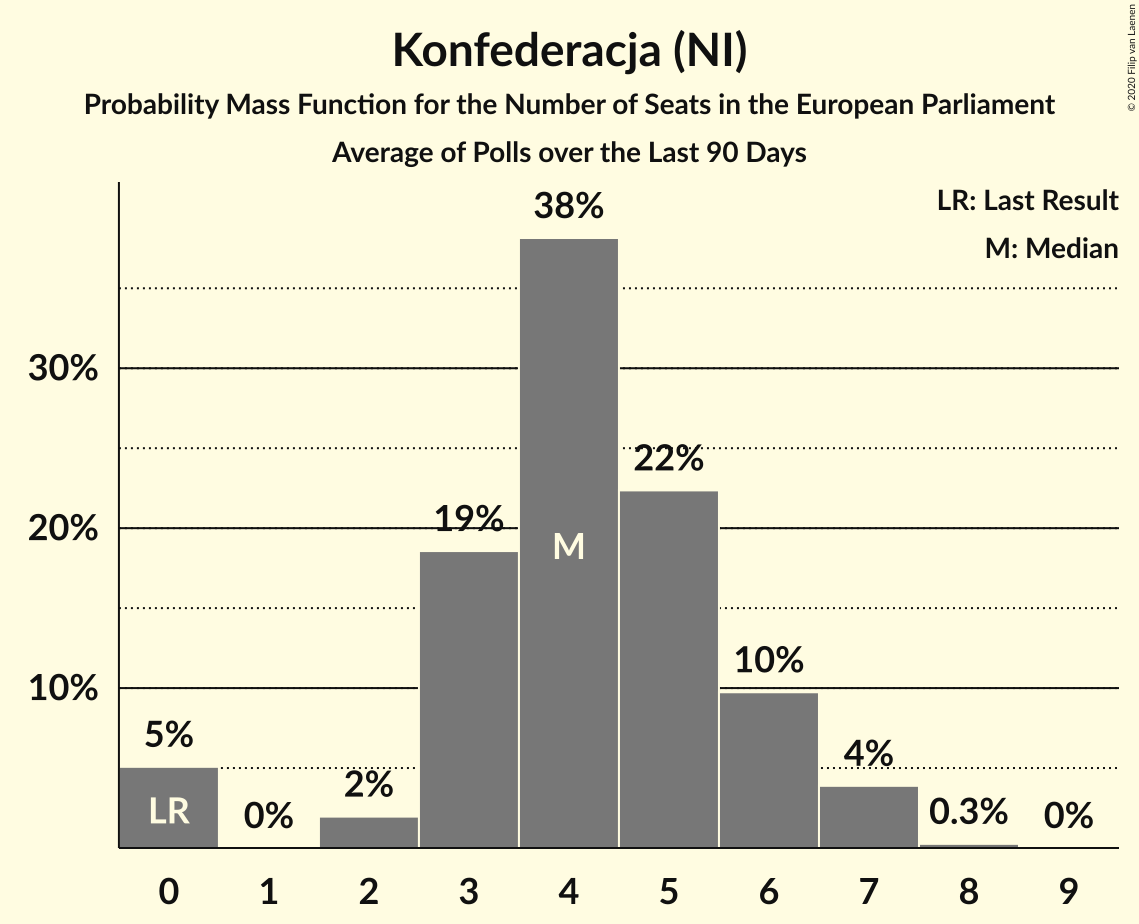 Konfederacja (NI)
Probability Mass Function for the Number of Seats in the European Parliament
Average of Polls over the Last 90 Days
© 2020 Filip van Laenen
LR: Last Result
M: Median
38%
30%
22%
20%
19%
M
10%
10%
5%
4%
2%
LR
0%
0.3%
0%
0 1 2 3 4 5 6 7 8 9